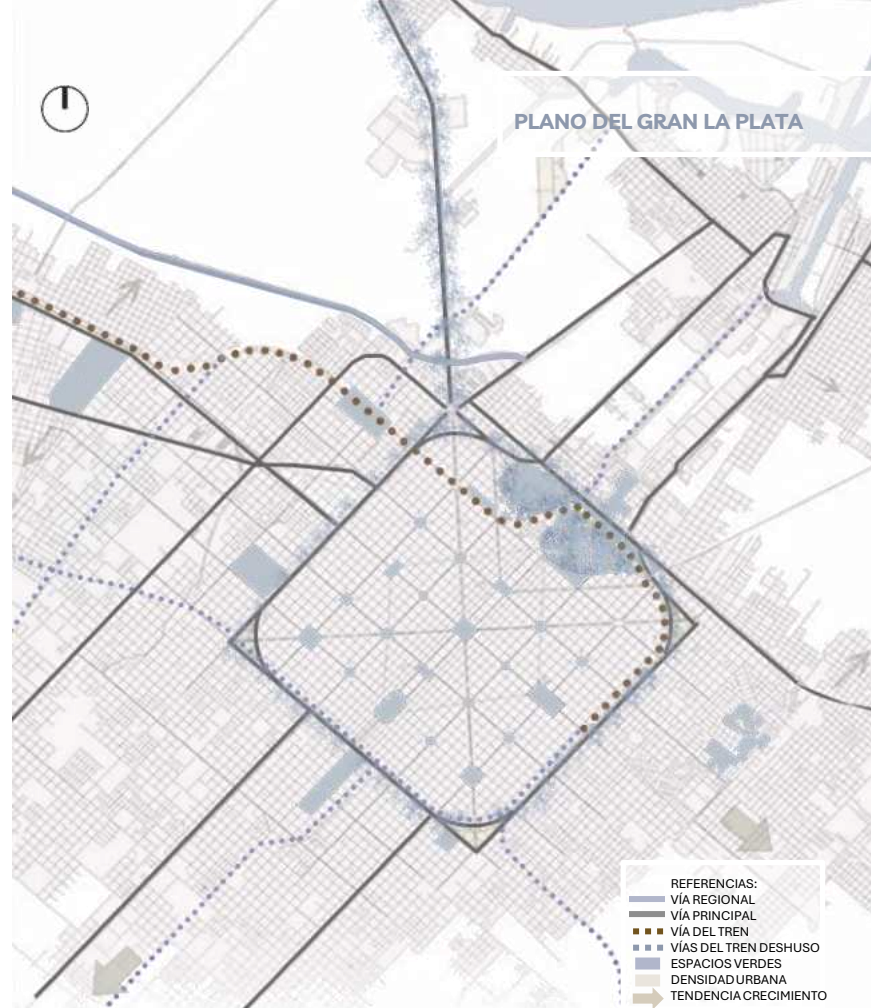 PLANO DEL GRAN LA PLATA
REFERENCIAS:
VÍA REGIONAL
VÍA PRINCIPAL
VÍA DEL TREN
VÍAS DEL TREN DESHUSO
ESPACIOS VERDES
DENSIDAD URBANA
TENDENCIA CRECIMIENTO